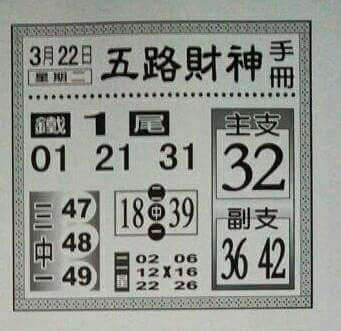 3月22日
星期二
五路財神
手冊
鐵1尾
01 21 31
主支
32
三中一
47
48
49
二中一
18 39
副支
36 42
二星
02 06
12 X 16
22 26